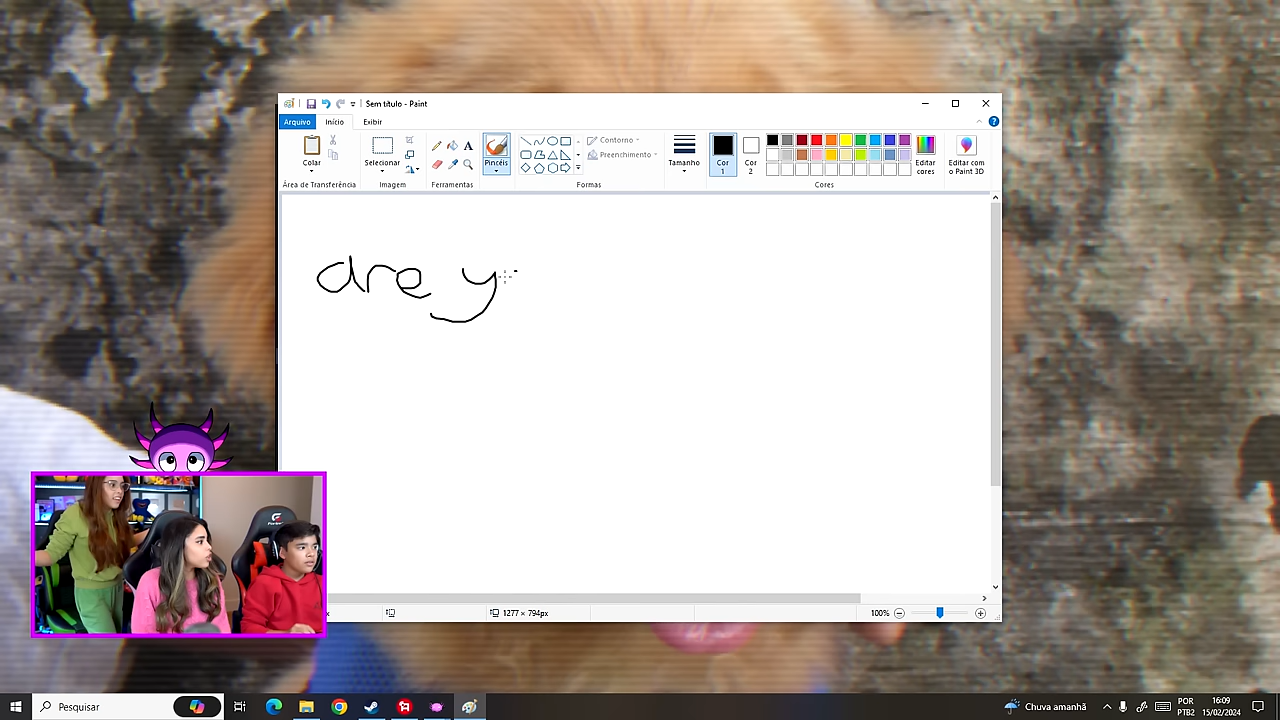 Sem título - Paint
Arquivo Início Exibir
Colar
Selecionar
Pincéis
Contorno
Preenchimento
Tamanho
Cor 1
Cor 2
Editar cores
Editar com o Paint 3D
Área de Transferência Imagem Ferramentas Formas Cores
are y
1277 × 794px 100%
Pesquisar
Chuva amanhã
POR
PTB2
16:09
15/02/2024